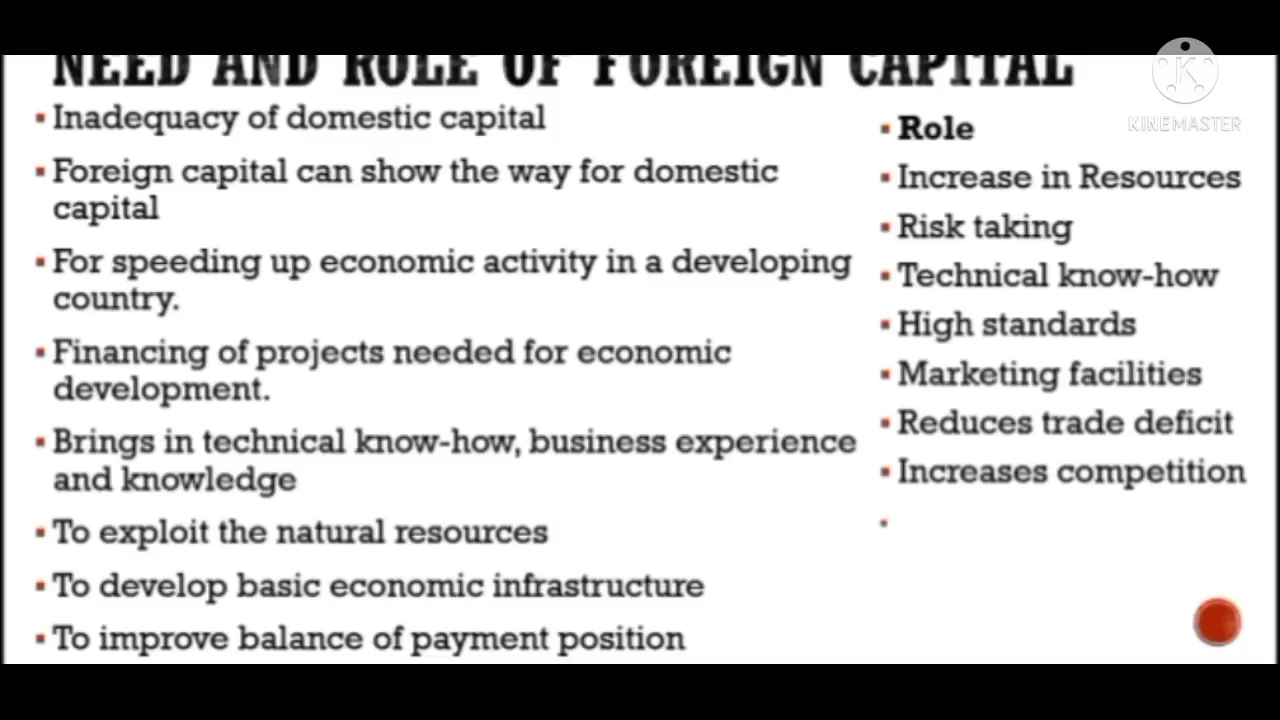 NEED AND ROLE OF FOREIGN CAPITAL
Inadequacy of domestic capital
Foreign capital can show the way for domestic
capital
For speeding up economic activity in a developing
country.
Financing of projects needed for economic
development.
Brings in technical know-how, business experience
and knowledge
To exploit the natural resources
To develop basic economic infrastructure
To improve balance of payment position
Role
Increase in Resources
Risk taking
Technical know-how
High standards
Marketing facilities
Reduces trade deficit
Increases competition
K
KINEMASTER